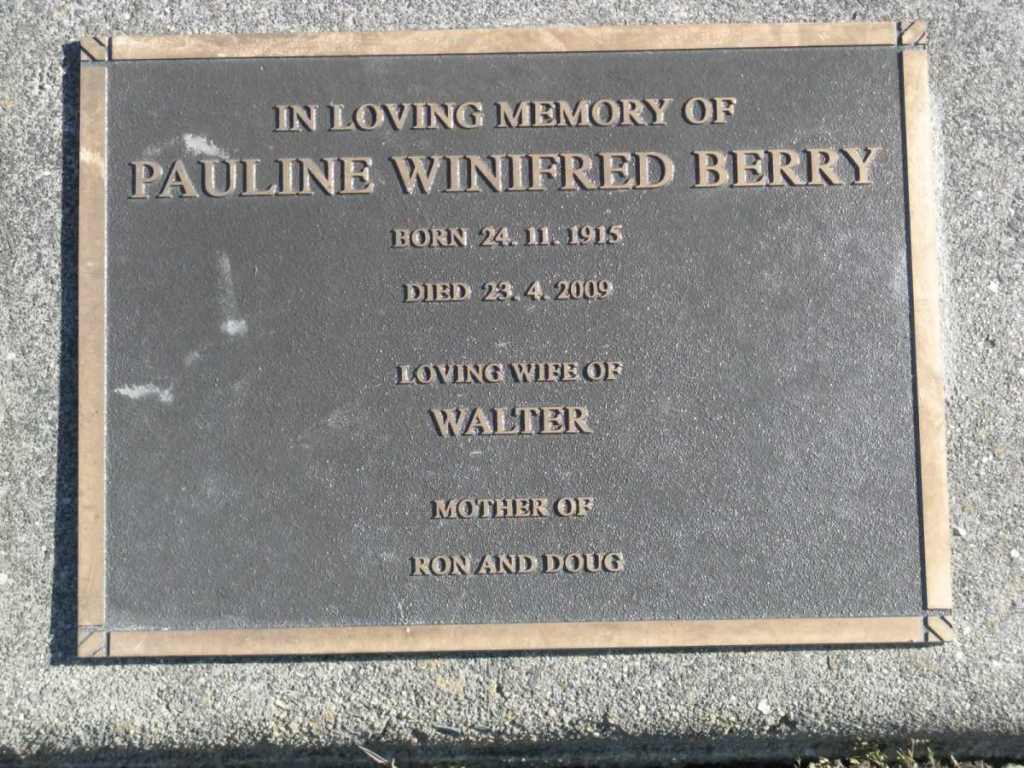 IN LOVING MEMORY OF
PAULINE WINIFRED BERRY
BORN 24. 11. 1915
DIED 23. 4. 2009
LOVING WIFE OF
WALTER
MOTHER OF
RON AND DOUG